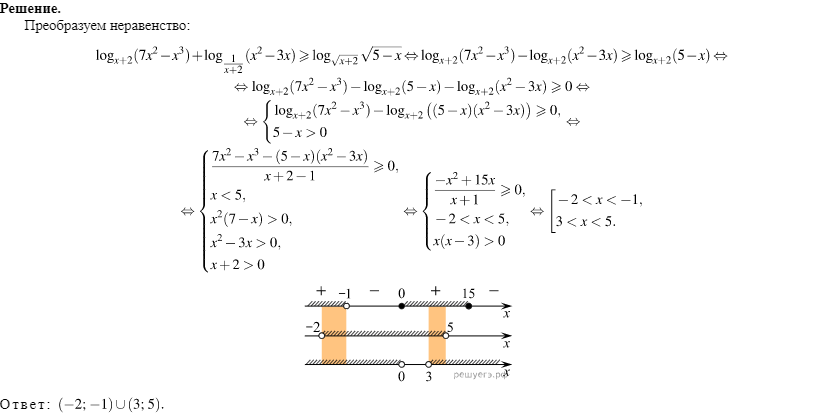 Решение.
Преобразуем неравенство:
log_{x+2}(7x² − x³) + log_{1/(x+2)}(x² − 3x) ⩾ log_{√(x+2)} √(5 − x) ⇔ log_{x+2}(7x² − x³) − log_{x+2}(x² − 3x) ⩾ log_{x+2}(5 − x) ⇔
⇔ log_{x+2}(7x² − x³) − log_{x+2}(5 − x) − log_{x+2}(x² − 3x) ⩾ 0 ⇔
⇔ { log_{x+2}(7x² − x³) − log_{x+2}((5 − x)(x² − 3x)) ⩾ 0,
5 − x > 0 ⇔
⇔ { (7x² − x³ − (5 − x)(x² − 3x))/(x + 2 − 1) ⩾ 0,
x < 5,
x²(7 − x) > 0,
x² − 3x > 0,
x + 2 > 0
⇔ { (−x² + 15x)/(x + 1) ⩾ 0,
−2 < x < 5,
x(x − 3) > 0
⇔ [ −2 < x < −1,
3 < x < 5.
+ −1 − 0 + 15 −
x
−2 5
x
0 3 решуегэ.рф x
Ответ: (−2; −1) ∪ (3; 5).